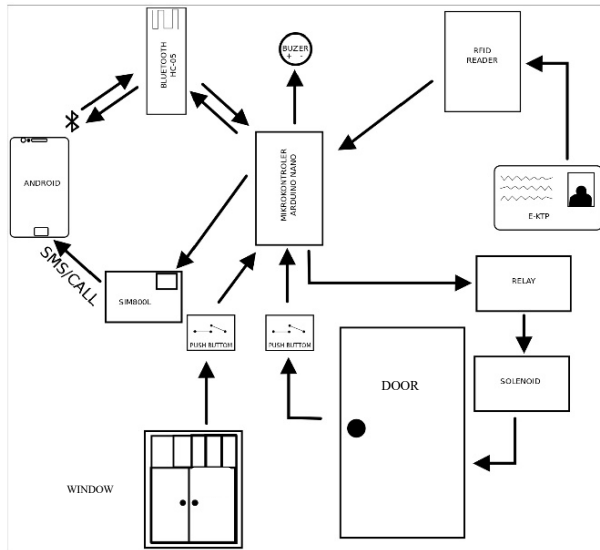 BLUETOOTH
HC-05
BUZER
+ -
RFID
READER
ANDROID
MIKROKONTROLER
ARDUINO NANO
E-KTP
SMS/CALL
SIM800L
RELAY
PUSH BUTTOM
PUSH BUTTOM
DOOR
SOLENOID
WINDOW